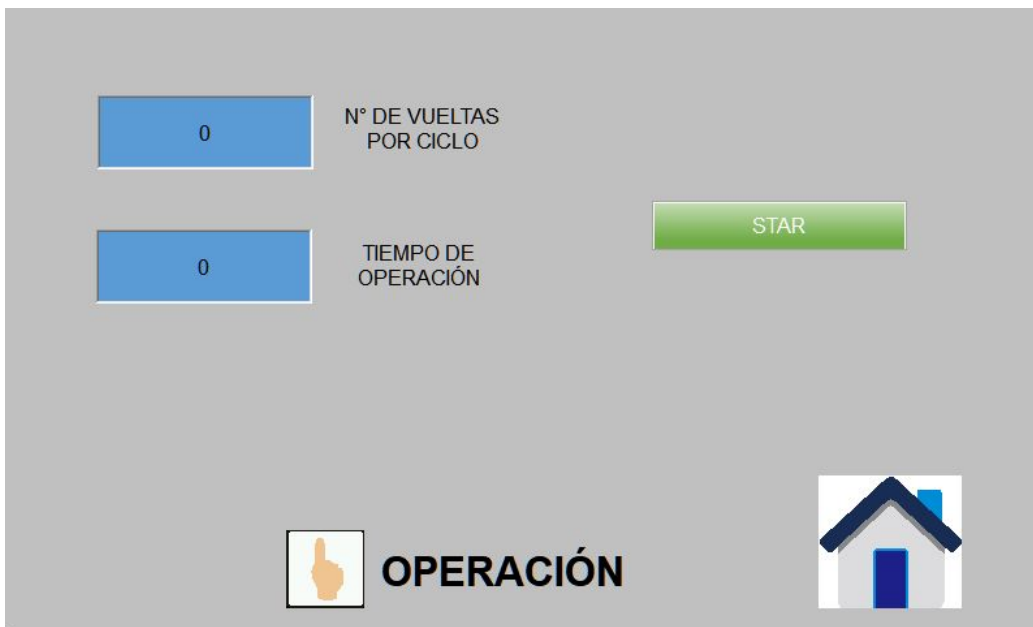 0
N° DE VUELTAS
POR CICLO
STAR
0
TIEMPO DE
OPERACIÓN
OPERACIÓN